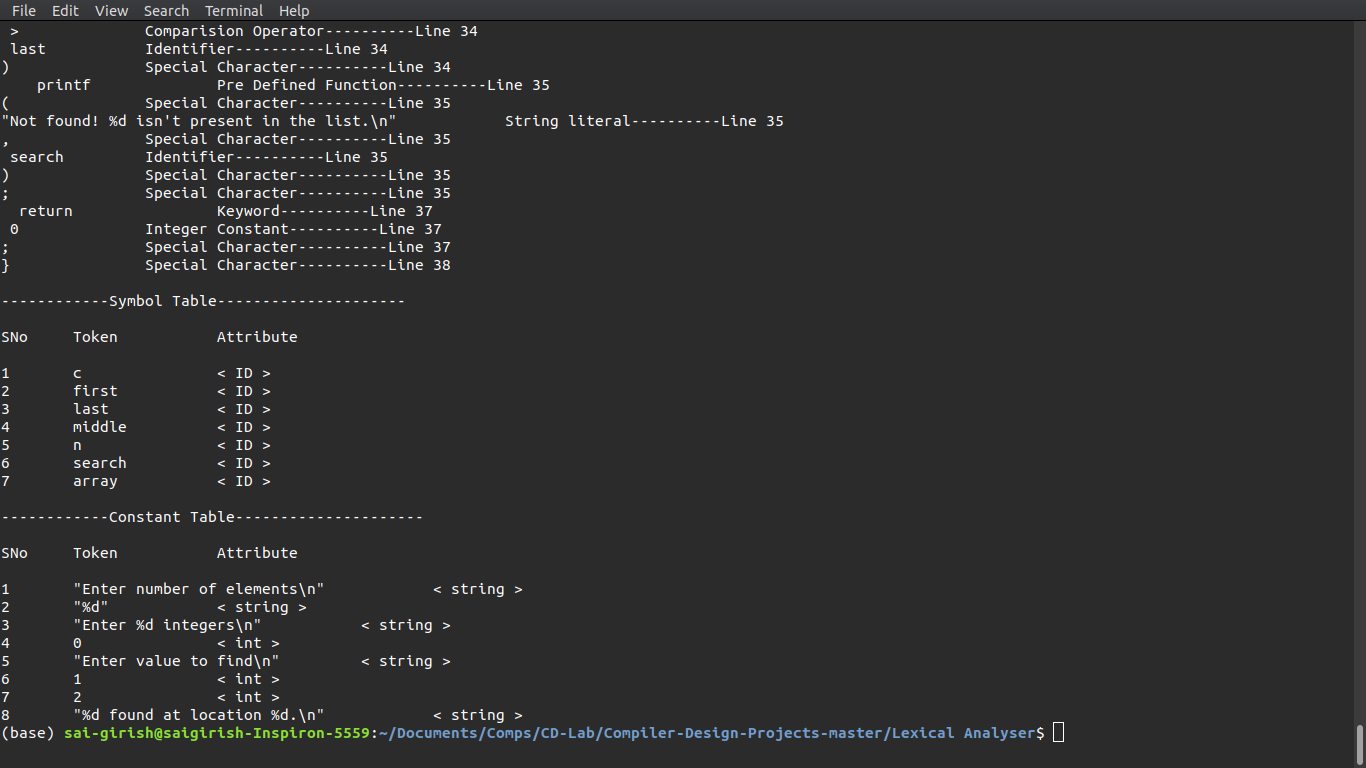 File Edit View Search Terminal Help
 >              Comparision Operator----------Line 34
 last           Identifier----------Line 34
)               Special Character----------Line 34
    printf              Pre Defined Function----------Line 35
(               Special Character----------Line 35
"Not found! %d isn't present in the list.\n"            String literal----------Line 35
,               Special Character----------Line 35
 search         Identifier----------Line 35
)               Special Character----------Line 35
;               Special Character----------Line 35
  return                Keyword----------Line 37
 0              Integer Constant----------Line 37
;               Special Character----------Line 37
}               Special Character----------Line 38
------------Symbol Table---------------------
SNo     Token           Attribute
1       c               < ID >
2       first           < ID >
3       last            < ID >
4       middle          < ID >
5       n               < ID >
6       search          < ID >
7       array           < ID >
------------Constant Table---------------------
SNo     Token           Attribute
1       "Enter number of elements\n"            < string >
2       "%d"            < string >
3       "Enter %d integers\n"           < string >
4       0               < int >
5       "Enter value to find\n"         < string >
6       1               < int >
7       2               < int >
8       "%d found at location %d.\n"            < string >
(base) sai-girish@saigirish-Inspiron-5559:~/Documents/Comps/CD-Lab/Compiler-Design-Projects-master/Lexical Analyser$